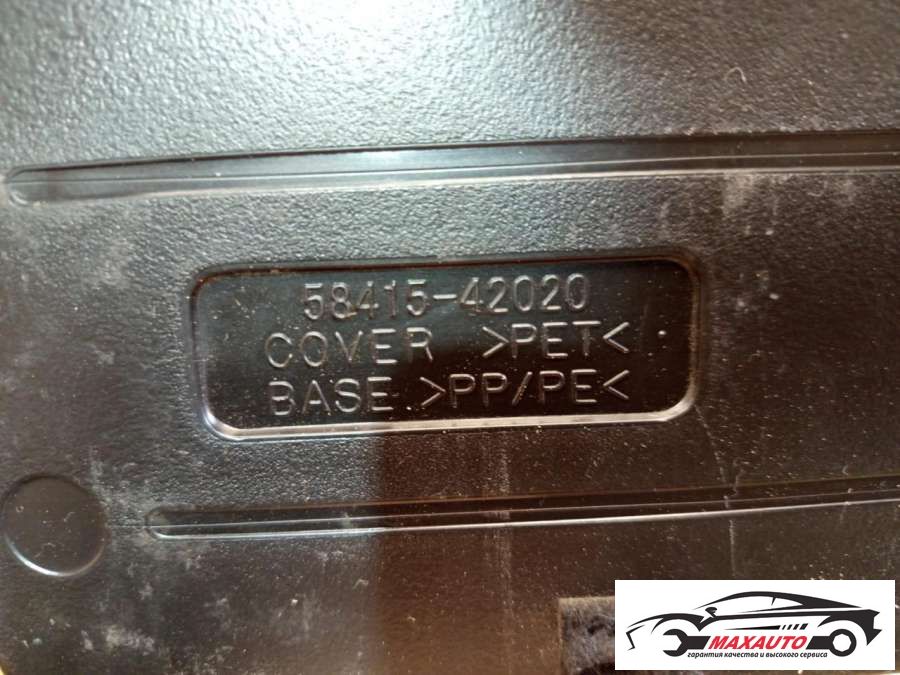 58415-42020
COVER >PET<
BASE >PP/PE<
MAXAUTO
гарантия качества и высокого сервиса